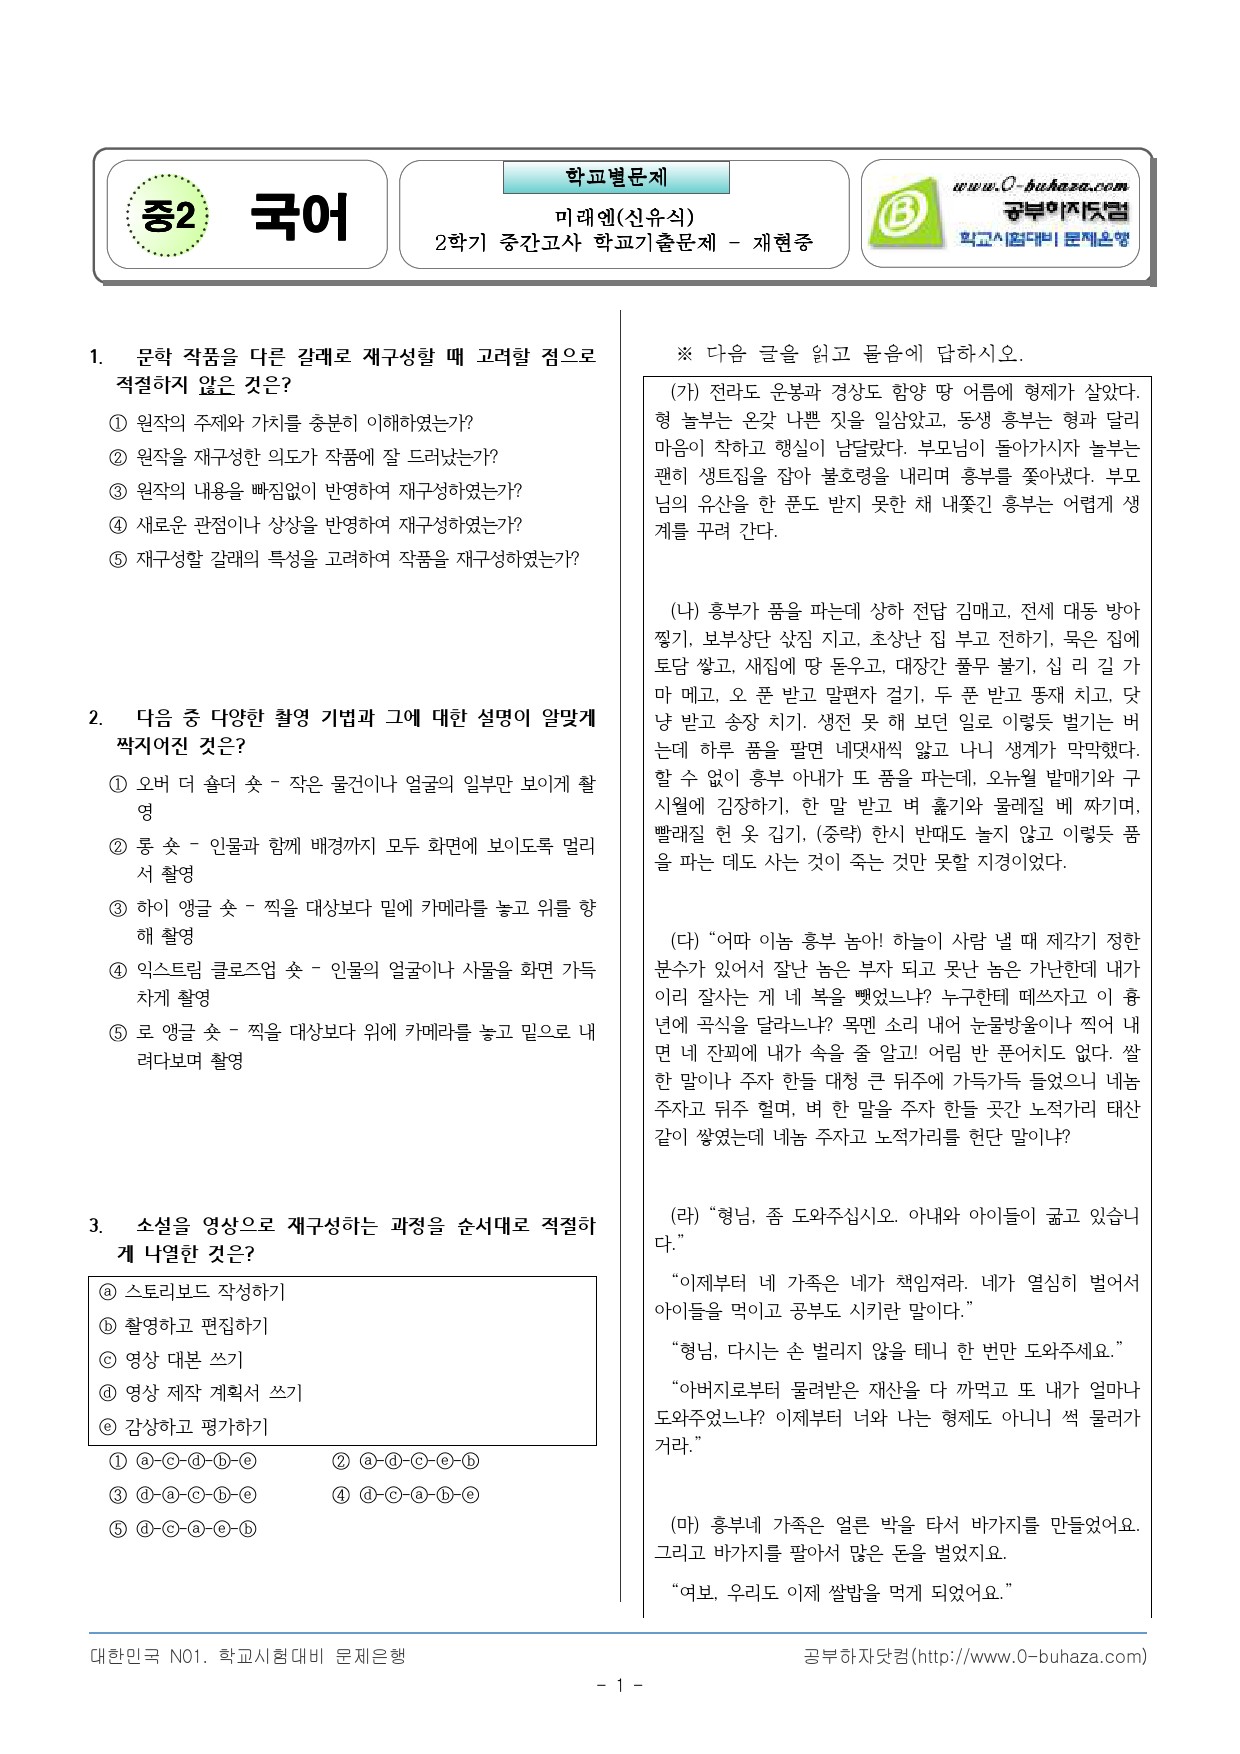 중2
국어
학교별문제
미래엔(신유식)
2학기 중간고사 학교기출문제 - 재현중
www.0-buhaza.com
공부하자닷컴
학교시험대비 문제은행
1. 문학 작품을 다른 갈래로 재구성할 때 고려할 점으로
적절하지 않은 것은?
① 원작의 주제와 가치를 충분히 이해하였는가?
② 원작을 재구성한 의도가 작품에 잘 드러났는가?
③ 원작의 내용을 빠짐없이 반영하여 재구성하였는가?
④ 새로운 관점이나 상상을 반영하여 재구성하였는가?
⑤ 재구성할 갈래의 특성을 고려하여 작품을 재구성하였는가?
2. 다음 중 다양한 촬영 기법과 그에 대한 설명이 알맞게
짝지어진 것은?
① 오버 더 숄더 숏 - 작은 물건이나 얼굴의 일부만 보이게 촬
영
② 롱 숏 - 인물과 함께 배경까지 모두 화면에 보이도록 멀리
서 촬영
③ 하이 앵글 숏 - 찍을 대상보다 밑에 카메라를 놓고 위를 향
해 촬영
④ 익스트림 클로즈업 숏 - 인물의 얼굴이나 사물을 화면 가득
차게 촬영
⑤ 로 앵글 숏 - 찍을 대상보다 위에 카메라를 놓고 밑으로 내
려다보며 촬영
3. 소설을 영상으로 재구성하는 과정을 순서대로 적절하
게 나열한 것은?
ⓐ 스토리보드 작성하기
ⓑ 촬영하고 편집하기
ⓒ 영상 대본 쓰기
ⓓ 영상 제작 계획서 쓰기
ⓔ 감상하고 평가하기
① ⓐ-ⓒ-ⓓ-ⓑ-ⓔ ② ⓐ-ⓓ-ⓒ-ⓔ-ⓑ
③ ⓓ-ⓐ-ⓒ-ⓑ-ⓔ ④ ⓓ-ⓒ-ⓐ-ⓑ-ⓔ
⑤ ⓓ-ⓒ-ⓐ-ⓔ-ⓑ
※ 다음 글을 읽고 물음에 답하시오.
(가) 전라도 운봉과 경상도 함양 땅 어름에 형제가 살았다.
형 놀부는 온갖 나쁜 짓을 일삼았고, 동생 흥부는 형과 달리
마음이 착하고 행실이 남달랐다. 부모님이 돌아가시자 놀부는
괜히 생트집을 잡아 불호령을 내리며 흥부를 쫓아냈다. 부모
님의 유산을 한 푼도 받지 못한 채 내쫓긴 흥부는 어렵게 생
계를 꾸려 간다.
(나) 흥부가 품을 파는데 상하 전답 김매고, 전세 대동 방아
찧기, 보부상단 삯짐 지고, 초상난 집 부고 전하기, 묵은 집에
토담 쌓고, 새집에 땅 돋우고, 대장간 풀무 불기, 십 리 길 가
마 메고, 오 푼 받고 말편자 걸기, 두 푼 받고 똥재 치고, 닷
냥 받고 송장 치기. 생전 못 해 보던 일로 이렇듯 벌기는 버
는데 하루 품을 팔면 네댓새씩 앓고 나니 생계가 막막했다.
할 수 없이 흥부 아내가 또 품을 파는데, 오뉴월 밭매기와 구
시월에 김장하기, 한 말 받고 벼 훑기와 물레질 베 짜기며,
빨래질 헌 옷 깁기, (중략) 한시 반때도 놀지 않고 이렇듯 품
을 파는 데도 사는 것이 죽는 것만 못할 지경이었다.
(다) “어따 이놈 흥부 놈아! 하늘이 사람 낼 때 제각기 정한
분수가 있어서 잘난 놈은 부자 되고 못난 놈은 가난한데 내가
이리 잘사는 게 네 복을 뺏었느냐? 누구한테 떼쓰자고 이 흉
년에 곡식을 달라느냐? 목멘 소리 내어 눈물방울이나 찍어 내
면 네 잔꾀에 내가 속을 줄 알고! 어림 반 푼어치도 없다. 쌀
한 말이나 주자 한들 대청 큰 뒤주에 가득가득 들었으니 네놈
주자고 뒤주 헐며, 벼 한 말을 주자 한들 곳간 노적가리 태산
같이 쌓였는데 네놈 주자고 노적가리를 헌단 말이냐?
(라) “형님, 좀 도와주십시오. 아내와 아이들이 굶고 있습니
다.”
“이제부터 네 가족은 네가 책임져라. 네가 열심히 벌어서
아이들을 먹이고 공부도 시키란 말이다.”
“형님, 다시는 손 벌리지 않을 테니 한 번만 도와주세요.”
“아버지로부터 물려받은 재산을 다 까먹고 또 내가 얼마나
도와주었느냐? 이제부터 너와 나는 형제도 아니니 썩 물러가
거라.”
(마) 흥부네 가족은 얼른 박을 타서 바가지를 만들었어요.
그리고 바가지를 팔아서 많은 돈을 벌었지요.
“여보, 우리도 이제 쌀밥을 먹게 되었어요.”
대한민국 N01. 학교시험대비 문제은행
공부하자닷컴(http://www.0-buhaza.com)
- 1 -